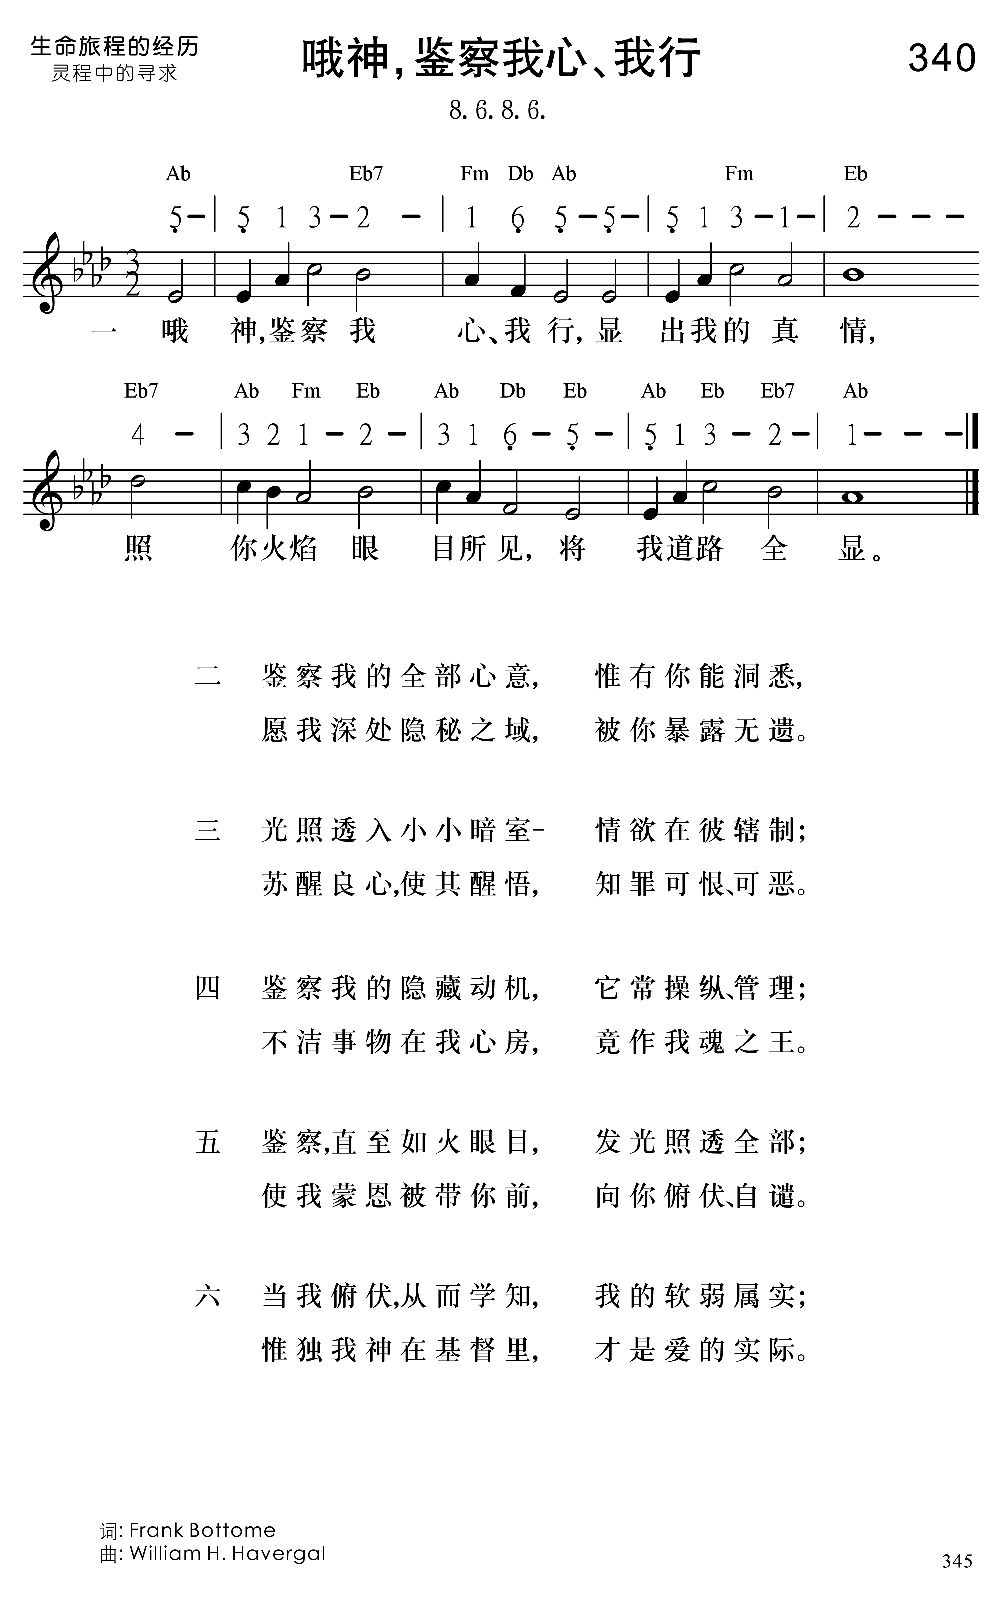 生命旅程的经历
灵程中的寻求
哦神,鉴察我心、我行
340
8. 6. 8. 6.
Ab Eb7 Fm Db Ab Fm Eb
5– | 5 1 3–2 – | 1 6 5–5– | 5 1 3–1– | 2 – – –
3
2
一 哦 神,鉴察 我 心、我 行, 显 出我的 真 情,
Eb7 Ab Fm Eb Ab Db Eb Ab Eb Eb7 Ab
4 – | 3 2 1 – 2 – | 3 1 6 – 5 – | 5 1 3 – 2 – | 1 – – –
照 你火焰 眼 目所 见, 将 我道路 全 显。
二 鉴察我的全部心意, 惟有你能洞悉,
愿我深处隐秘之域, 被你暴露无遗。
三 光照透入小小暗室- 情欲在彼辖制;
苏醒良心,使其醒悟, 知罪可恨、可恶。
四 鉴察我的隐藏动机, 它常操纵、管理;
不洁事物在我心房, 竟作我魂之王。
五 鉴察,直至如火眼目, 发光照透全部;
使我蒙恩被带你前, 向你俯伏、自谴。
六 当我俯伏,从而学知, 我的软弱属实;
惟独我神在基督里, 才是爱的实际。
词: Frank Bottome
曲: William H. Havergal
345